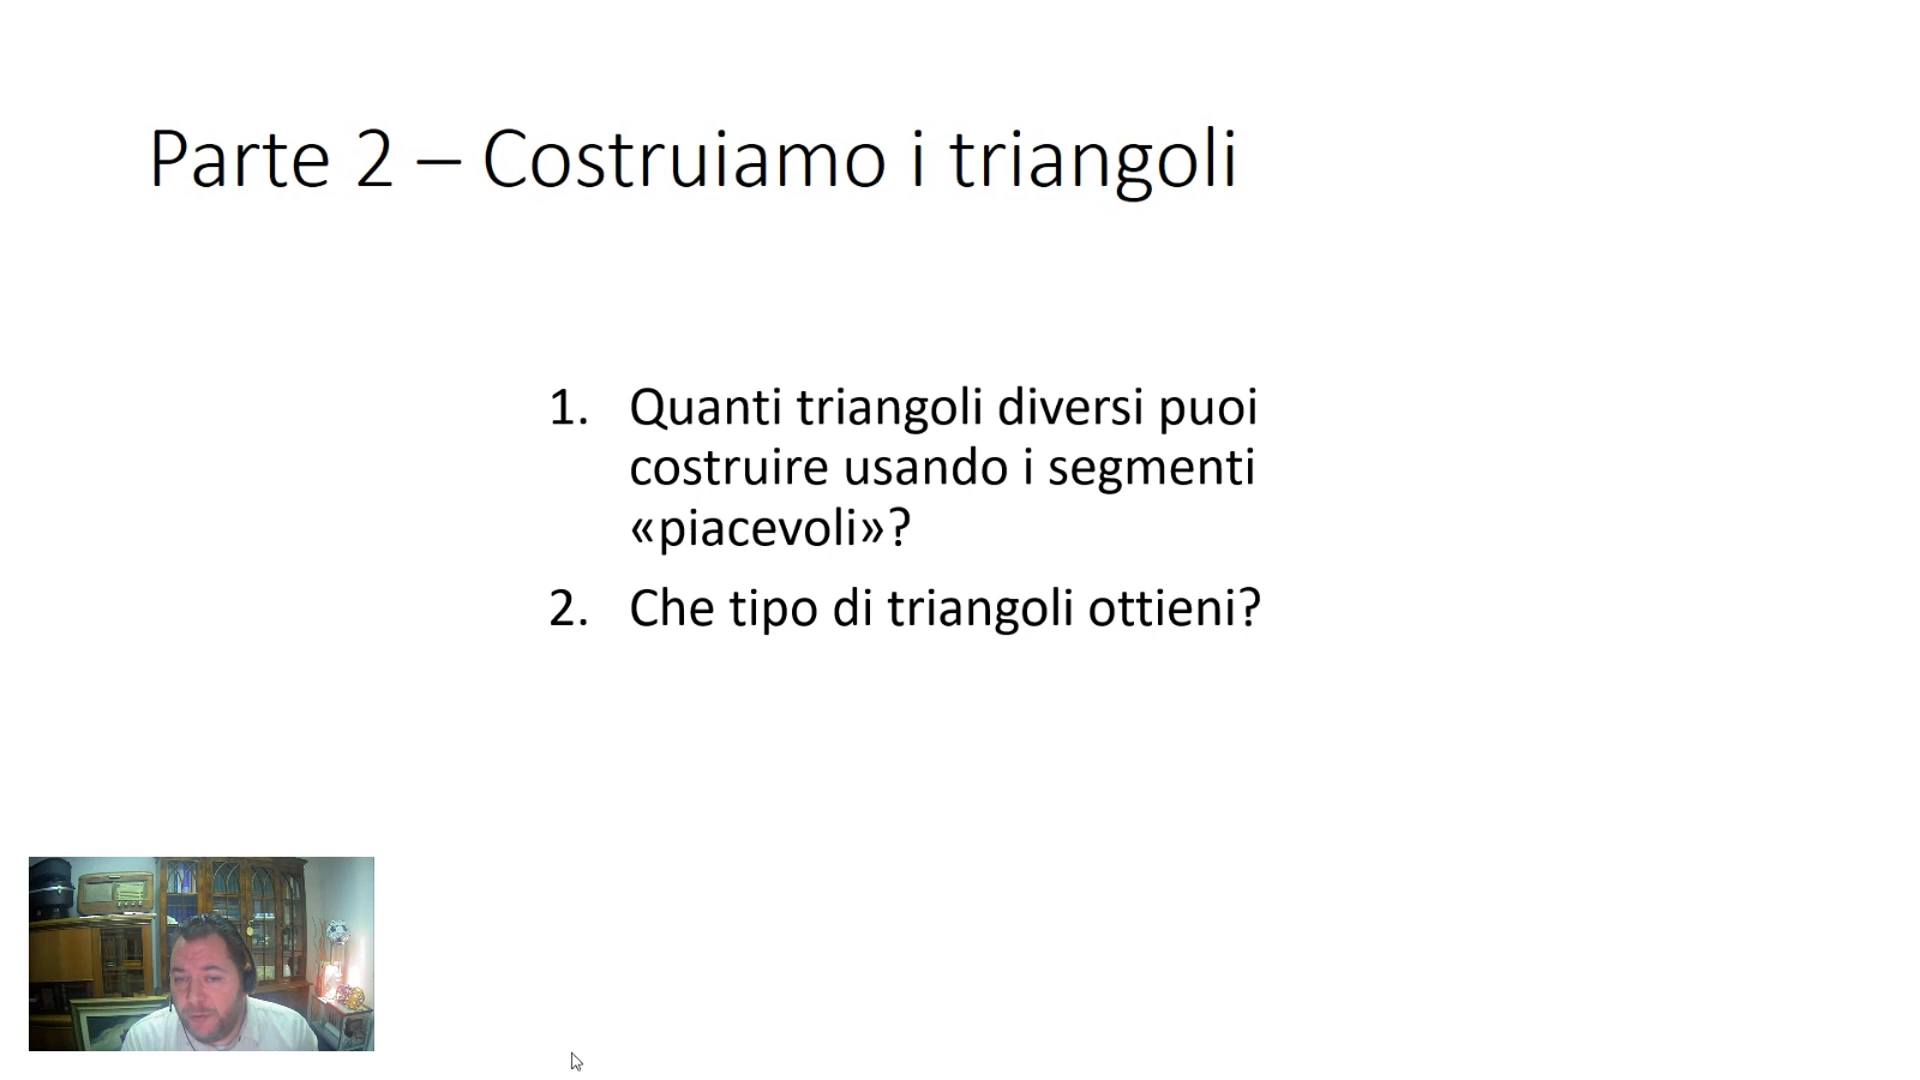 Parte 2 – Costruiamo i triangoli
1. Quanti triangoli diversi puoi
costruire usando i segmenti
«piacevoli»?
2. Che tipo di triangoli ottieni?